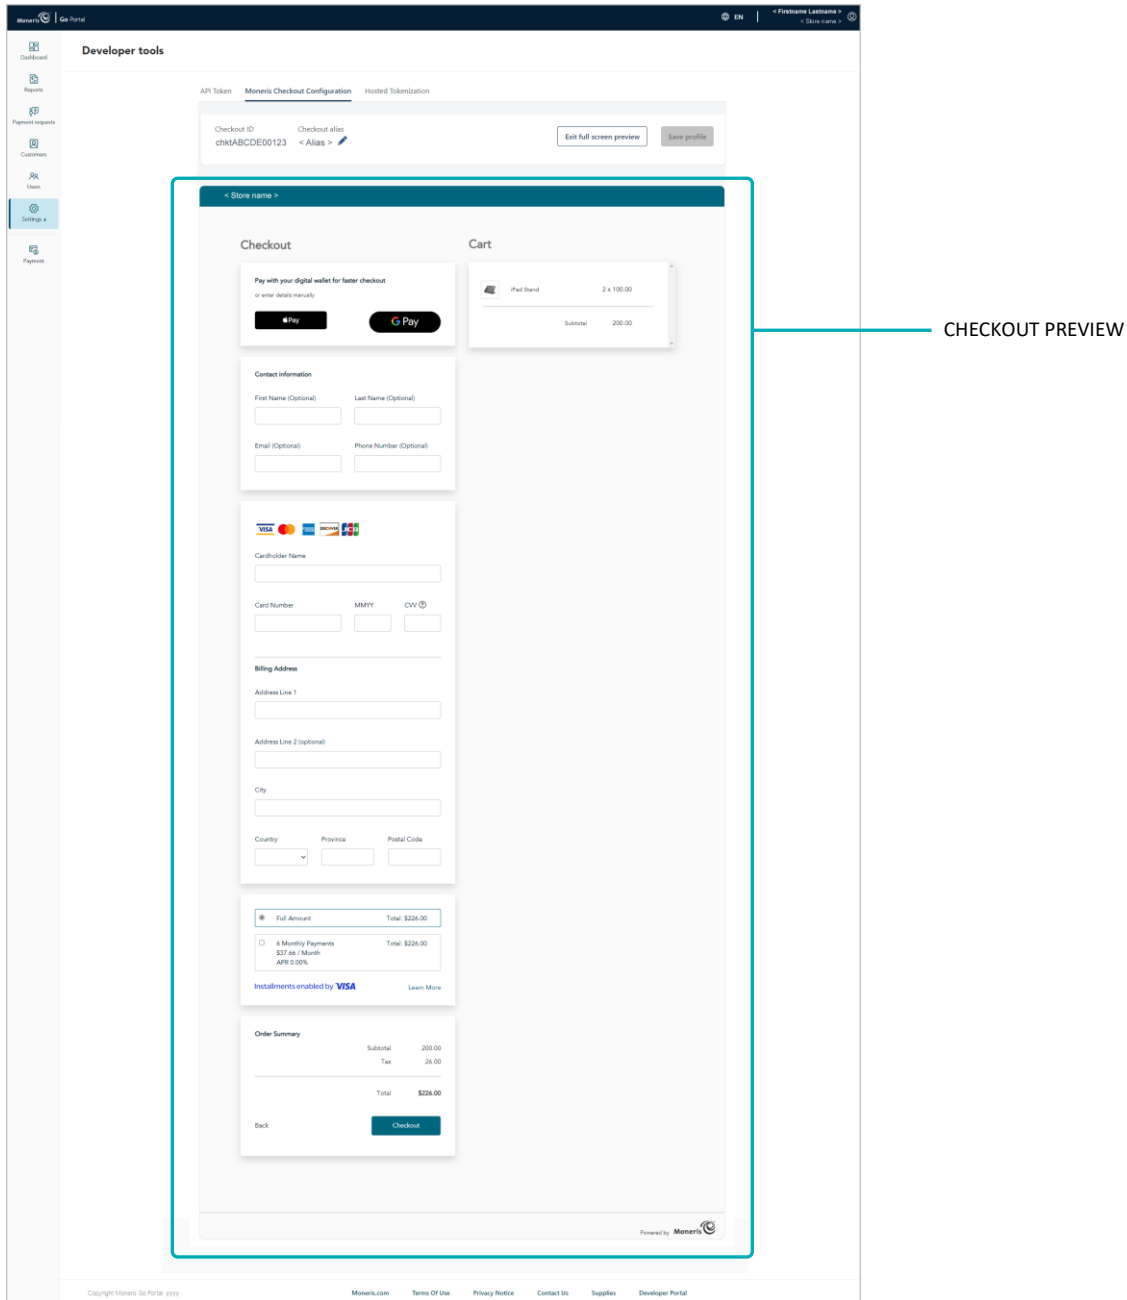 Moneris Go Portal
EN
< Firstname Lastname >
< Store name >
Dashboard
Reports
Payment requests
Customers
Users
Settings
Payment
Developer tools
API Token Moneris Checkout Configuration Hosted Tokenization
Checkout ID Checkout alias
chktABCDE00123 < Alias >
Exit full screen preview Save profile
< Store name >
Checkout
Pay with your digital wallet for faster checkout
or enter details manually
Pay G Pay
Cart
iPad Stand 2 x 100.00
Subtotal 200.00
CHECKOUT PREVIEW
Contact information
First Name (Optional) Last Name (Optional)
Email (Optional) Phone Number (Optional)
VISA DISCOVER JCB
Cardholder Name
Card Number MMYY CVV ?
Billing Address
Address Line 1
Address Line 2 (optional)
City
Country Province Postal Code
Full Amount Total: $226.00
6 Monthly Payments Total: $226.00
$37.66 / Month
APR 0.00%
Installments enabled by VISA Learn More
Order Summary
Subtotal 200.00
Tax 26.00
Total $226.00
Back Checkout
Powered by Moneris
Copyright Moneris Go Portal yyyy Moneris.com Terms Of Use Privacy Notice Contact Us Supplies Developer Portal